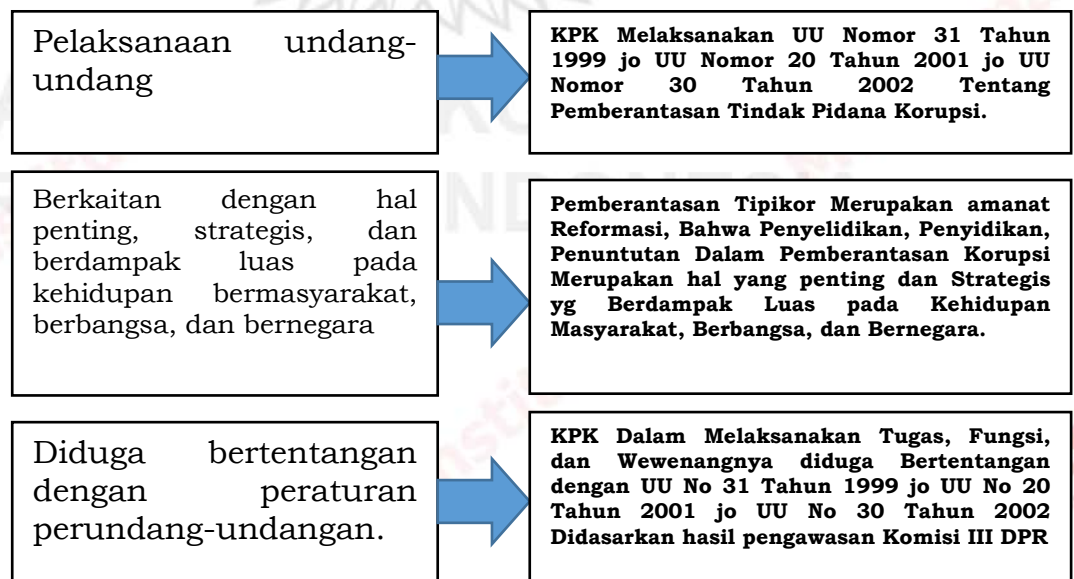 Pelaksanaan undang-
undang
KPK Melaksanakan UU Nomor 31 Tahun
1999 jo UU Nomor 20 Tahun 2001 jo UU
Nomor 30 Tahun 2002 Tentang
Pemberantasan Tindak Pidana Korupsi.
Berkaitan dengan hal
penting, strategis, dan
berdampak luas pada
kehidupan bermasyarakat,
berbangsa, dan bernegara
Pemberantasan Tipikor Merupakan amanat
Reformasi, Bahwa Penyelidikan, Penyidikan,
Penuntutan Dalam Pemberantasan Korupsi
Merupakan hal yang penting dan Strategis
yg Berdampak Luas pada Kehidupan
Masyarakat, Berbangsa, dan Bernegara.
Diduga bertentangan
dengan peraturan
perundang-undangan.
KPK Dalam Melaksanakan Tugas, Fungsi,
dan Wewenangnya diduga Bertentangan
dengan UU No 31 Tahun 1999 jo UU No 20
Tahun 2001 jo UU No 30 Tahun 2002
Didasarkan hasil pengawasan Komisi III DPR